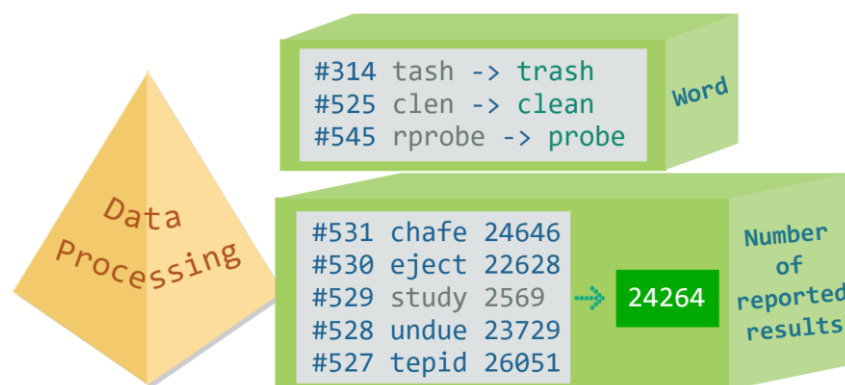 Data
Processing
#314 tash -> trash
#525 clen -> clean
#545 rprobe -> probe
Word
#531 chafe 24646
#530 eject 22628
#529 study 2569
#528 undue 23729
#527 tepid 26051
24264
Number
of
reported
results